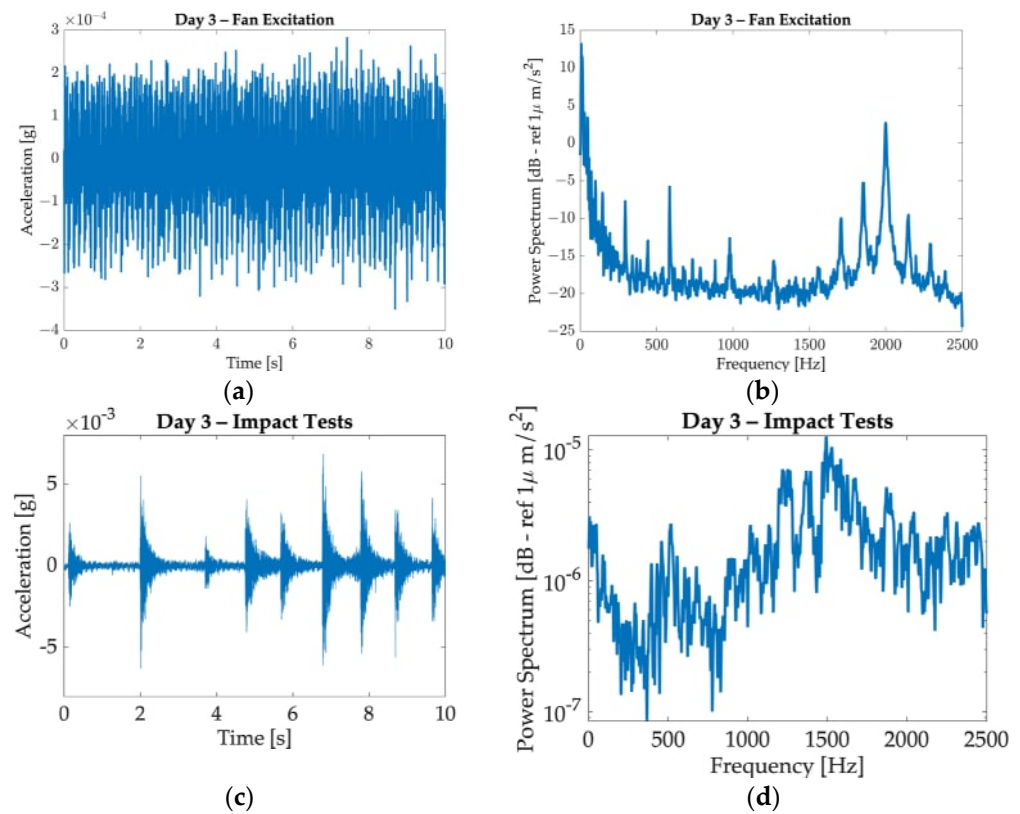 Day 3 – Fan Excitation
×10⁻⁴
3
2
1
0
−1
−2
−3
−4
Acceleration [g]
0 2 4 6 8 10
Time [s]
(a)
Day 3 – Fan Excitation
15
10
5
0
−5
−10
−15
−20
−25
Power Spectrum [dB - ref 1μ m/s²]
0 500 1000 1500 2000 2500
Frequency [Hz]
(b)
Day 3 – Impact Tests
×10⁻³
5
0
-5
Acceleration [g]
0 2 4 6 8 10
Time [s]
(c)
Day 3 – Impact Tests
10⁻⁵
10⁻⁶
10⁻⁷
Power Spectrum [dB - ref 1μ m/s²]
0 500 1000 1500 2000 2500
Frequency [Hz]
(d)